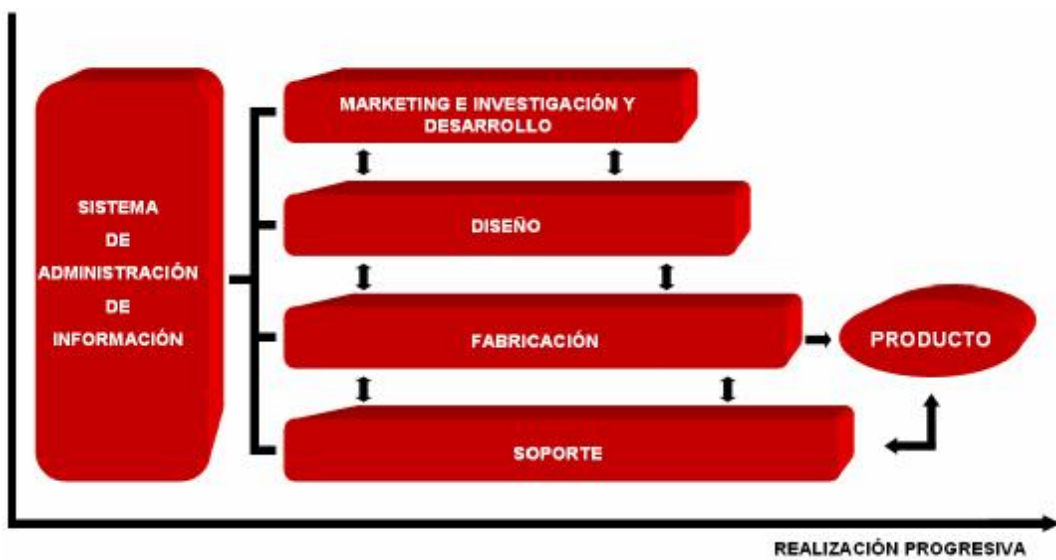 MARKETING E INVESTIGACIÓN Y
DESARROLLO
SISTEMA
DE
ADMINISTRACIÓN
DE
INFORMACIÓN
DISEÑO
FABRICACIÓN
PRODUCTO
SOPORTE
REALIZACIÓN PROGRESIVA